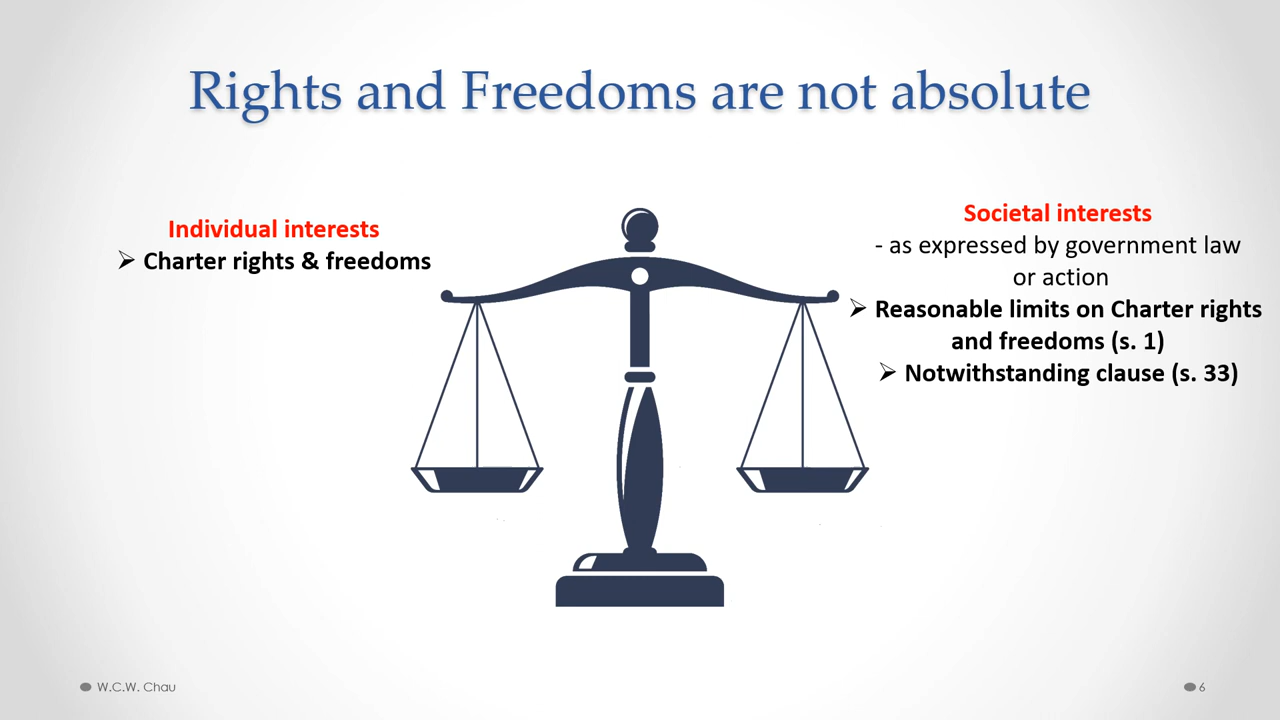 Rights and Freedoms are not absolute
Individual interests
➢ Charter rights & freedoms
Societal interests
- as expressed by government law
or action
➢ Reasonable limits on Charter rights
and freedoms (s. 1)
➢ Notwithstanding clause (s. 33)
W.C.W. Chau
6